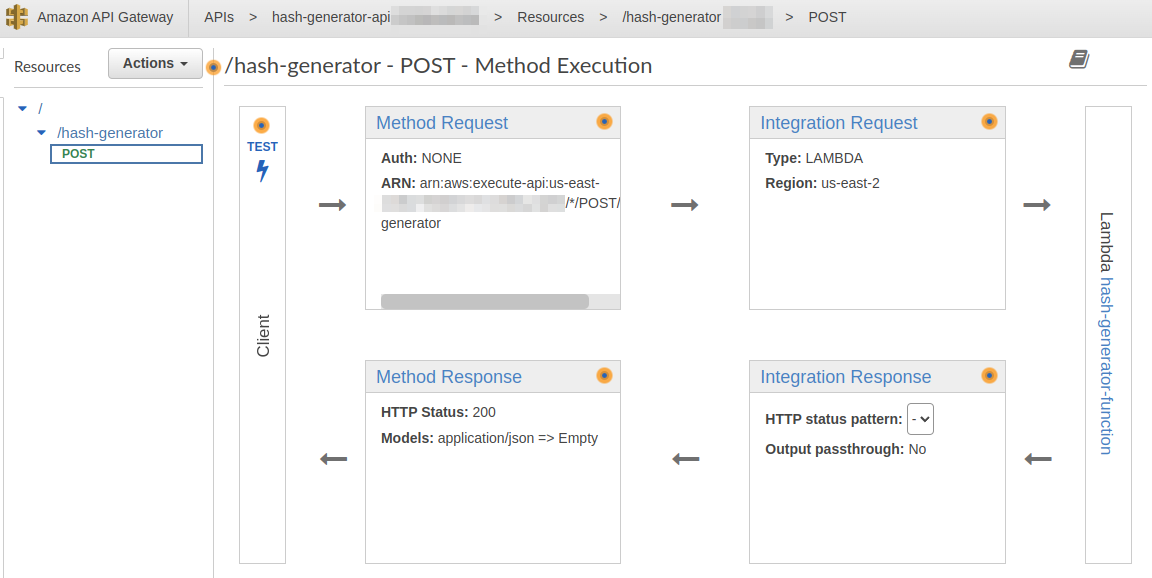 Amazon API Gateway APIs > hash-generator-api > Resources > /hash-generator > POST
Resources Actions
/hash-generator - POST - Method Execution
/
/hash-generator
POST
TEST
Client
Method Request
Auth: NONE
ARN: arn:aws:execute-api:us-east-
/*/POST/
generator
Integration Request
Type: LAMBDA
Region: us-east-2
Lambda hash-generator-function
Method Response
HTTP Status: 200
Models: application/json => Empty
Integration Response
HTTP status pattern: -
Output passthrough: No